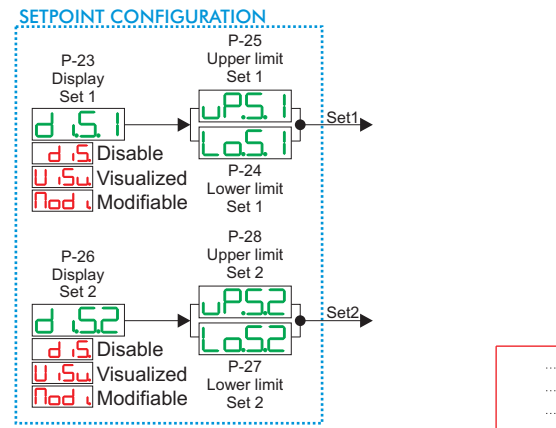 SETPOINT CONFIGURATION
P-23
Display
Set 1
d i.S. 1
d iS. Disable
U iSu Visualized
Nod i Modifiable
P-25
Upper limit
Set 1
uP.S. 1
Lo.S. 1
P-24
Lower limit
Set 1
Set1
P-26
Display
Set 2
d i.S.2
d iS. Disable
U iSu Visualized
Nod i Modifiable
P-28
Upper limit
Set 2
uP.S.2
Lo.S.2
P-27
Lower limit
Set 2
Set2
...
...
...